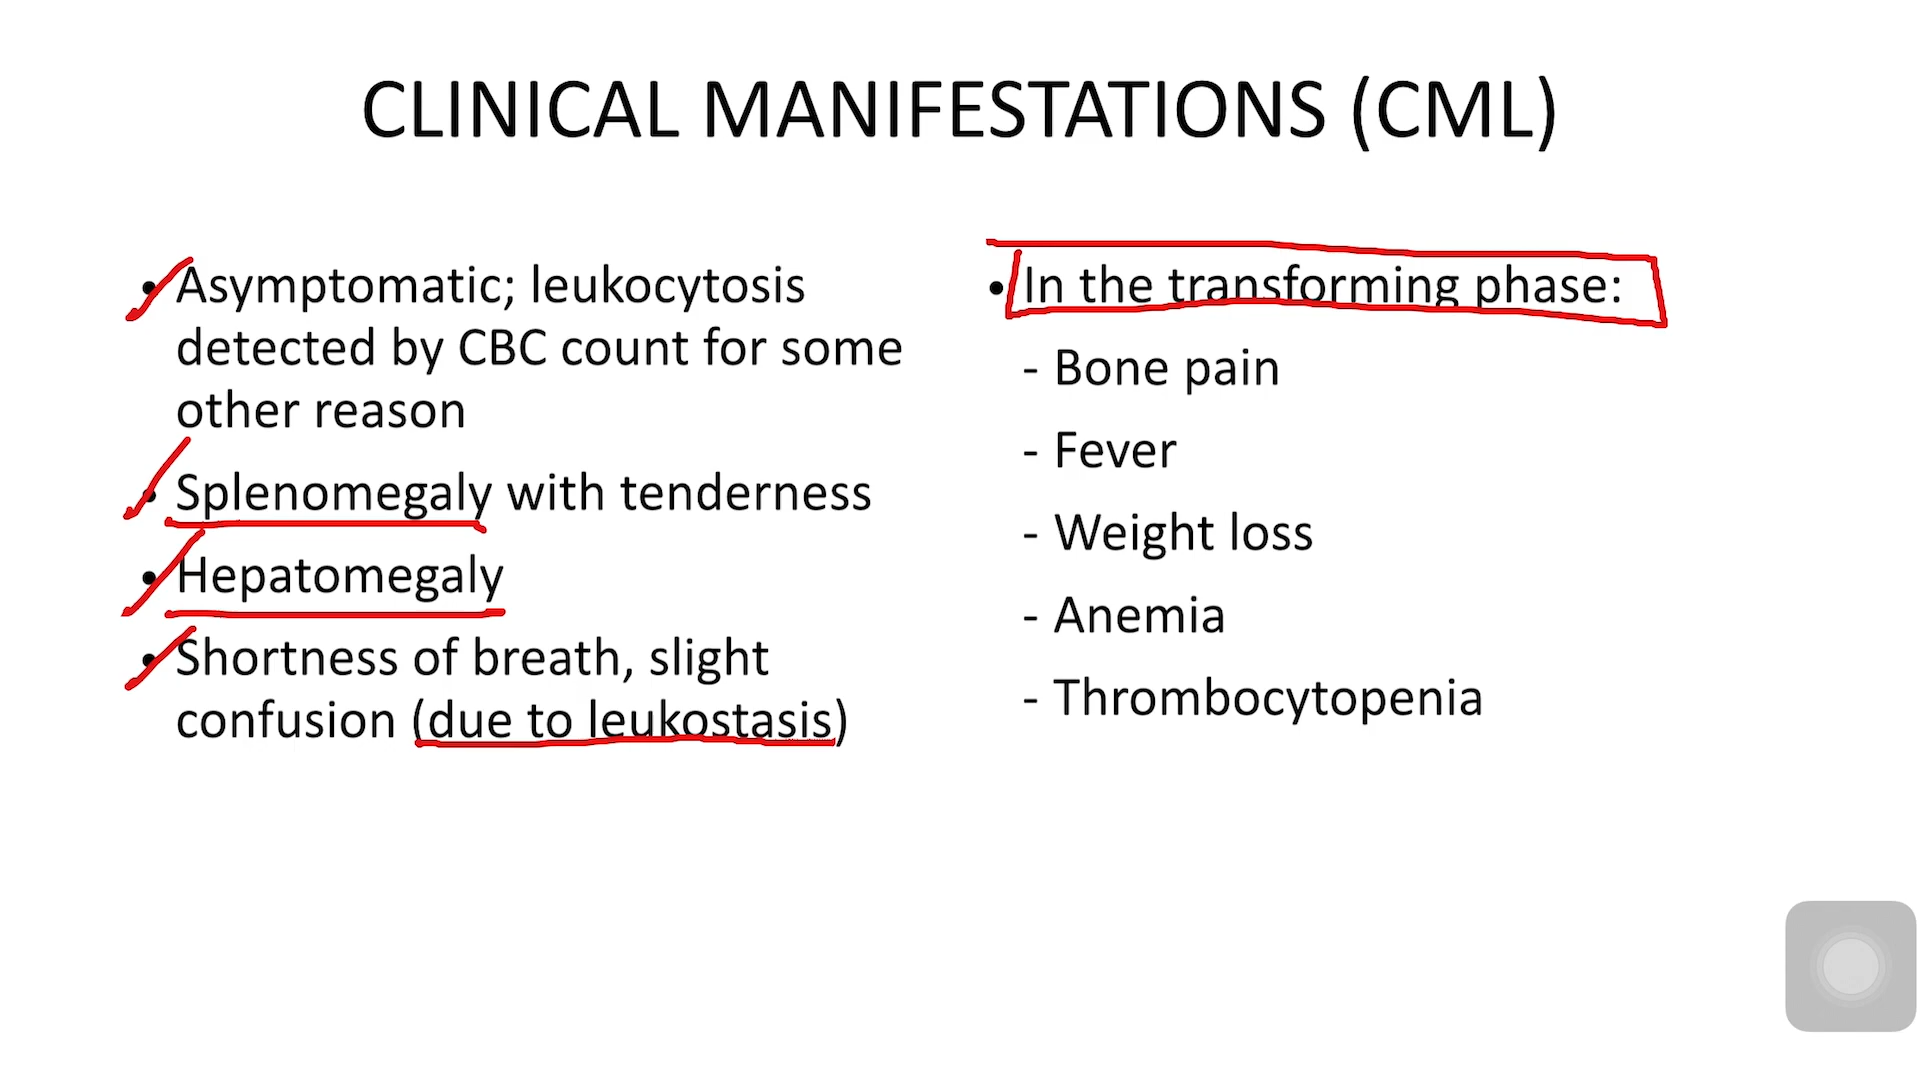 CLINICAL MANIFESTATIONS (CML)
• Asymptomatic; leukocytosis
detected by CBC count for some
other reason
• Splenomegaly with tenderness
• Hepatomegaly
• Shortness of breath, slight
confusion (due to leukostasis)
• In the transforming phase:
- Bone pain
- Fever
- Weight loss
- Anemia
- Thrombocytopenia